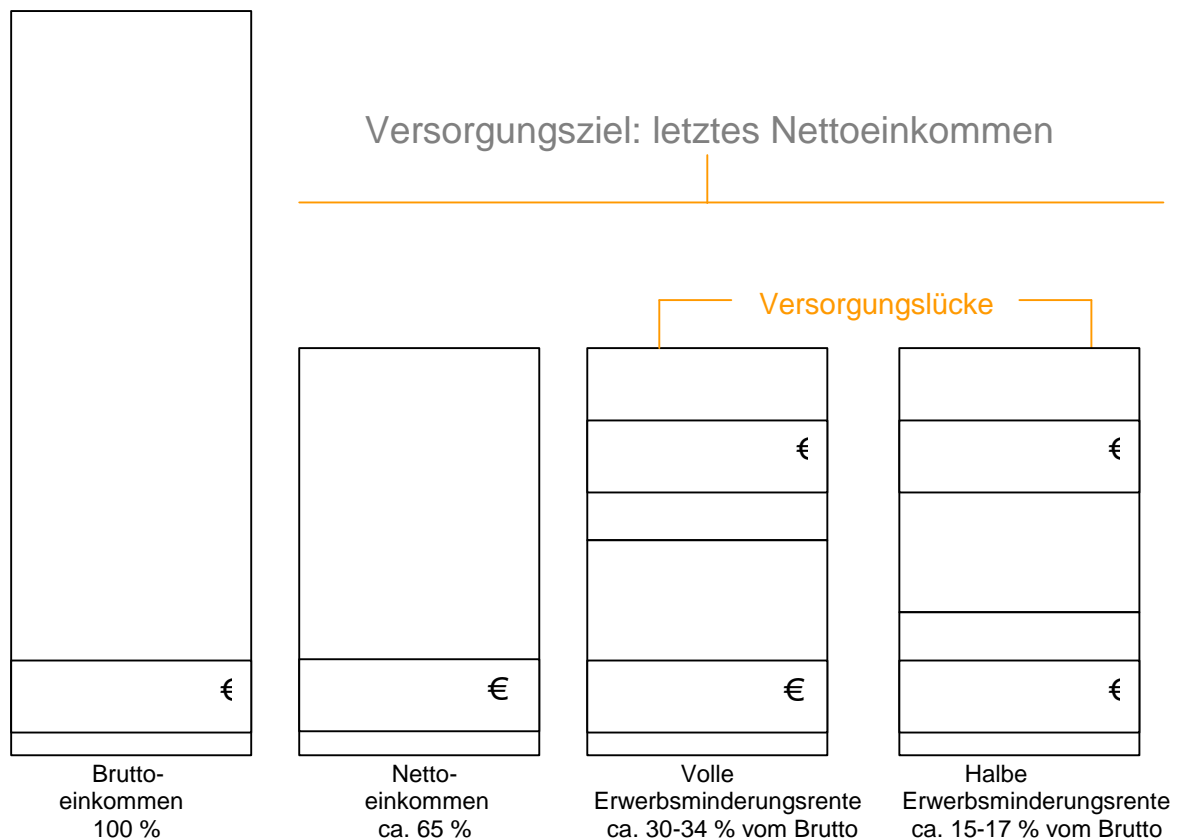 Versorgungsziel: letztes Nettoeinkommen
Versorgungslücke
€ €
€ € € €
Brutto-
einkommen
100 %
Netto-
einkommen
ca. 65 %
Volle
Erwerbsminderungsrente
ca. 30-34 % vom Brutto
Halbe
Erwerbsminderungsrente
ca. 15-17 % vom Brutto